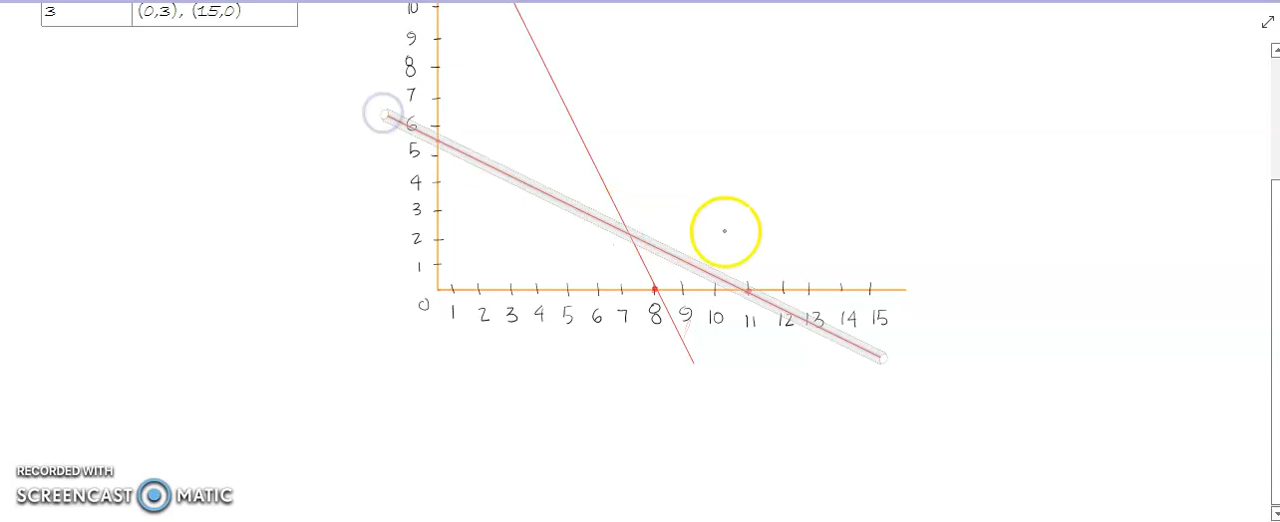 3 (0,3), (15,0)
10
9
8
7
6
5
4
3
2
1
0 1 2 3 4 5 6 7 8 9 10 11 12 13 14 15
RECORDED WITH
SCREENCAST MATIC